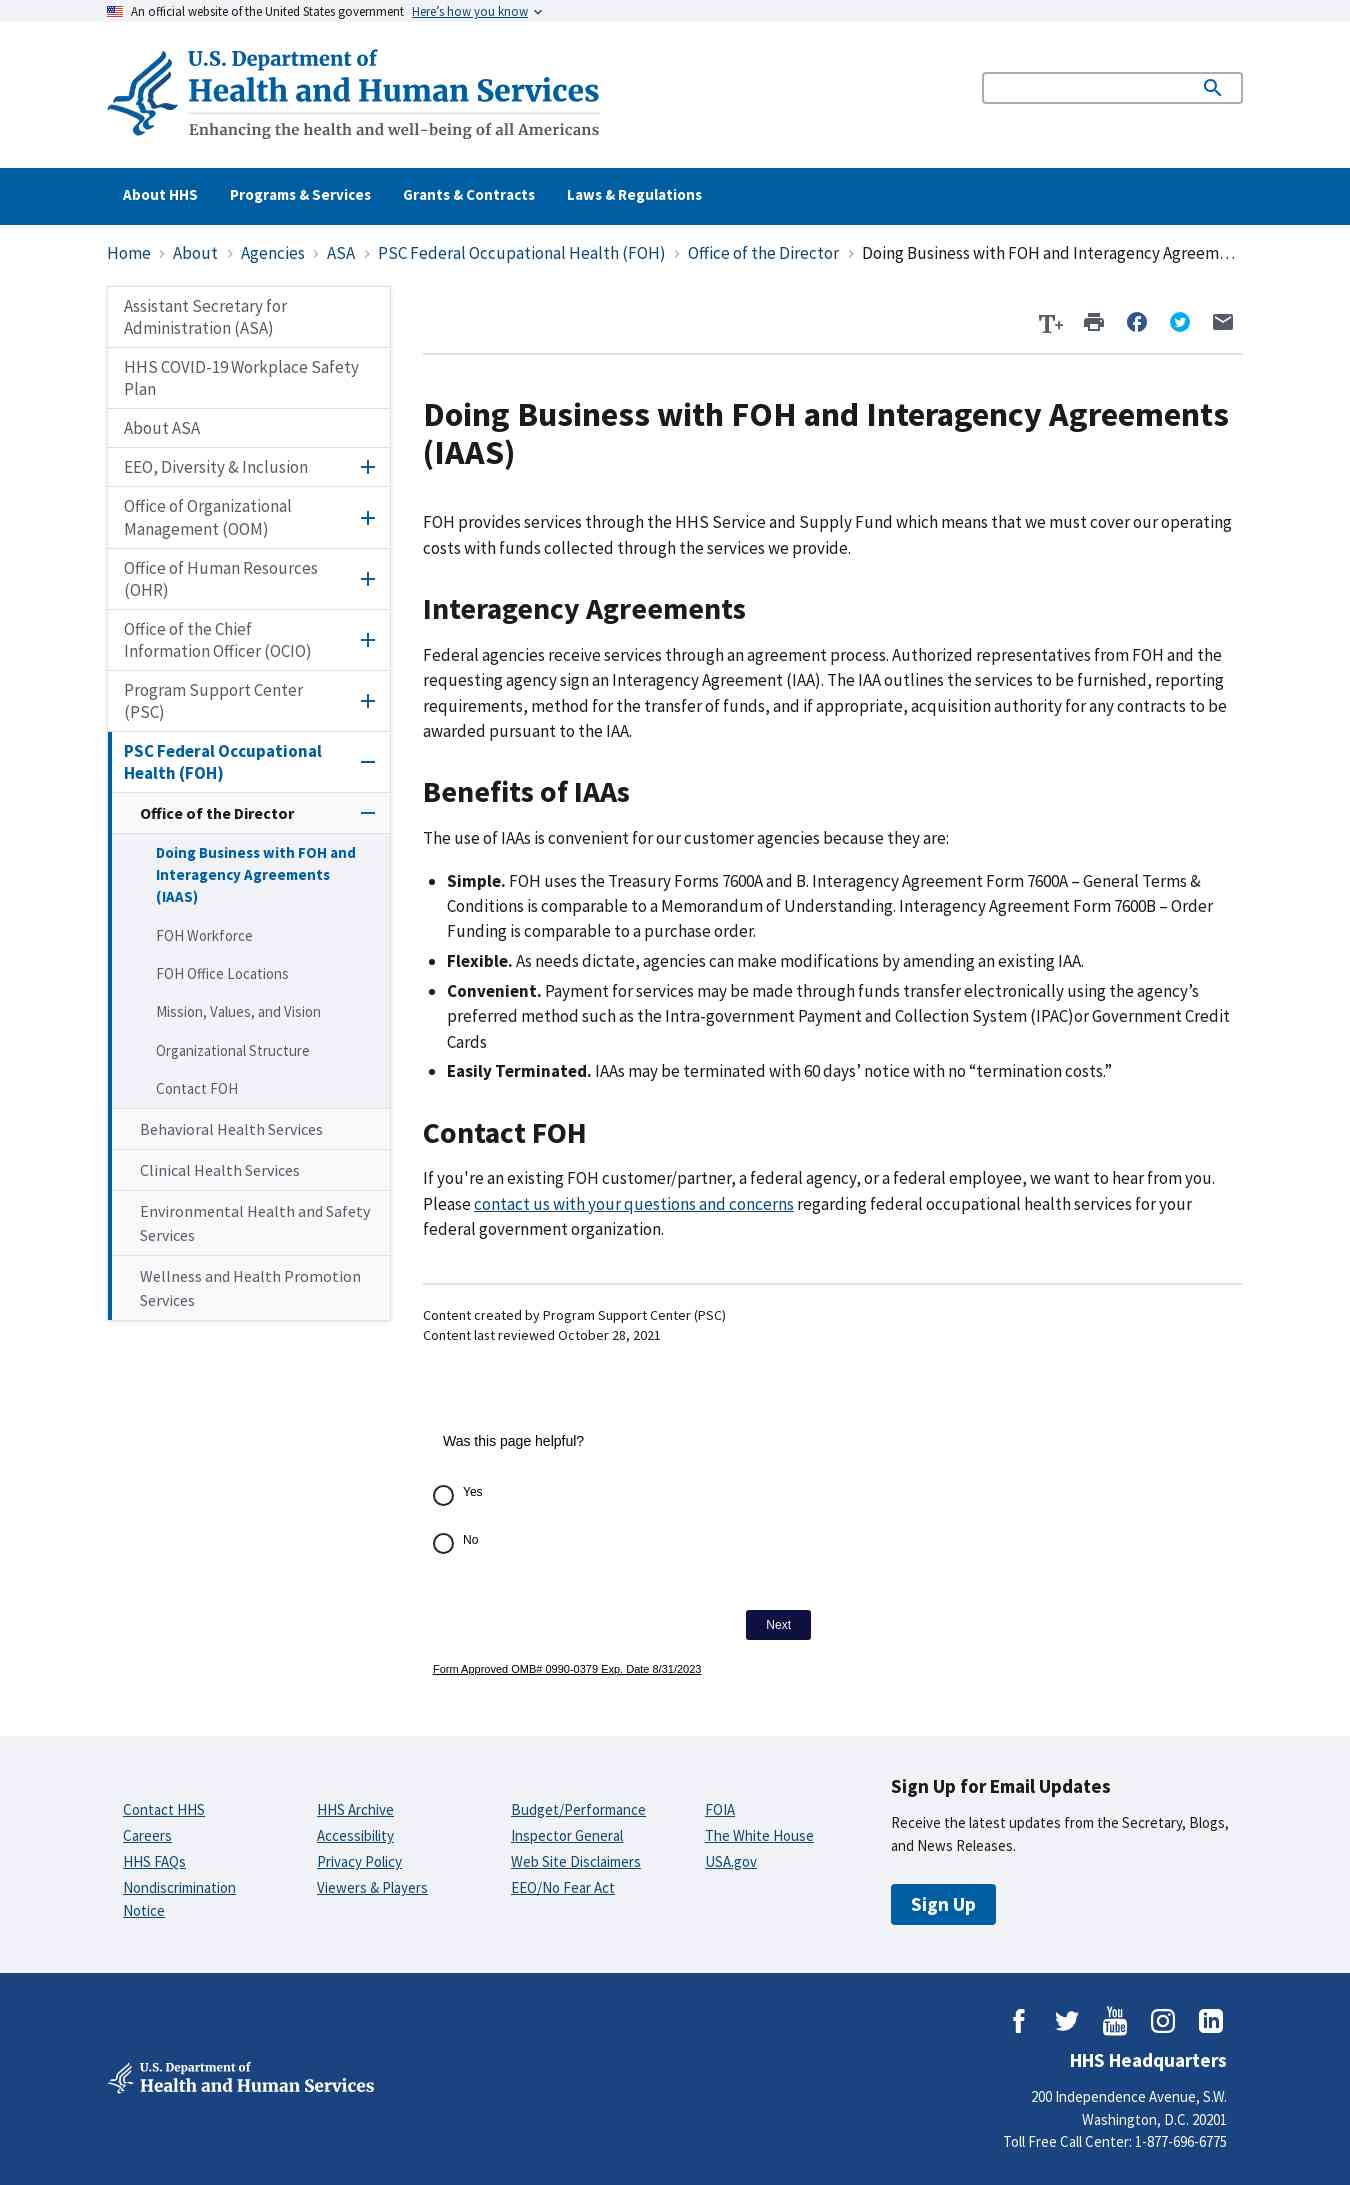 An official website of the United States government Here’s how you know
U.S. Department of
Health and Human Services
Enhancing the health and well-being of all Americans
About HHS Programs & Services Grants & Contracts Laws & Regulations
Home › About › Agencies › ASA › PSC Federal Occupational Health (FOH) › Office of the Director › Doing Business with FOH and Interagency Agreem…
Assistant Secretary for
Administration (ASA)
HHS COVID-19 Workplace Safety
Plan
About ASA
EEO, Diversity & Inclusion
Office of Organizational
Management (OOM)
Office of Human Resources
(OHR)
Office of the Chief
Information Officer (OCIO)
Program Support Center
(PSC)
PSC Federal Occupational
Health (FOH)
Office of the Director
Doing Business with FOH and
Interagency Agreements
(IAAS)
FOH Workforce
FOH Office Locations
Mission, Values, and Vision
Organizational Structure
Contact FOH
Behavioral Health Services
Clinical Health Services
Environmental Health and Safety
Services
Wellness and Health Promotion
Services
T+
Doing Business with FOH and Interagency Agreements
(IAAS)
FOH provides services through the HHS Service and Supply Fund which means that we must cover our operating
costs with funds collected through the services we provide.
Interagency Agreements
Federal agencies receive services through an agreement process. Authorized representatives from FOH and the
requesting agency sign an Interagency Agreement (IAA). The IAA outlines the services to be furnished, reporting
requirements, method for the transfer of funds, and if appropriate, acquisition authority for any contracts to be
awarded pursuant to the IAA.
Benefits of IAAs
The use of IAAs is convenient for our customer agencies because they are:
• Simple. FOH uses the Treasury Forms 7600A and B. Interagency Agreement Form 7600A – General Terms &
Conditions is comparable to a Memorandum of Understanding. Interagency Agreement Form 7600B – Order
Funding is comparable to a purchase order.
• Flexible. As needs dictate, agencies can make modifications by amending an existing IAA.
• Convenient. Payment for services may be made through funds transfer electronically using the agency’s
preferred method such as the Intra-government Payment and Collection System (IPAC)or Government Credit
Cards
• Easily Terminated. IAAs may be terminated with 60 days’ notice with no “termination costs.”
Contact FOH
If you're an existing FOH customer/partner, a federal agency, or a federal employee, we want to hear from you.
Please contact us with your questions and concerns regarding federal occupational health services for your
federal government organization.
Content created by Program Support Center (PSC)
Content last reviewed October 28, 2021
Was this page helpful?
Yes
No
Next
Form Approved OMB# 0990-0379 Exp. Date 8/31/2023
Contact HHS
Careers
HHS FAQs
Nondiscrimination
Notice
HHS Archive
Accessibility
Privacy Policy
Viewers & Players
Budget/Performance
Inspector General
Web Site Disclaimers
EEO/No Fear Act
FOIA
The White House
USA.gov
Sign Up for Email Updates
Receive the latest updates from the Secretary, Blogs,
and News Releases.
Sign Up
You
Tube
in
U.S. Department of
Health and Human Services
HHS Headquarters
200 Independence Avenue, S.W.
Washington, D.C. 20201
Toll Free Call Center: 1-877-696-6775